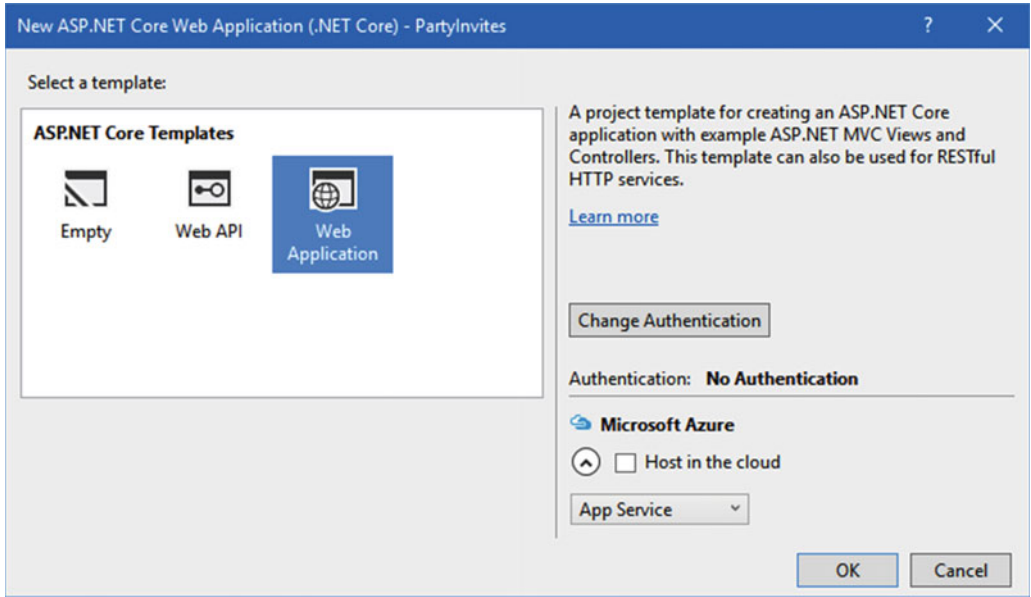 New ASP.NET Core Web Application (.NET Core) - PartyInvites
?
Select a template:
ASP.NET Core Templates
Empty
Web API
Web
Application
A project template for creating an ASP.NET Core
application with example ASP.NET MVC Views and
Controllers. This template can also be used for RESTful
HTTP services.
Learn more
Change Authentication
Authentication: No Authentication
Microsoft Azure
Host in the cloud
App Service
OK
Cancel